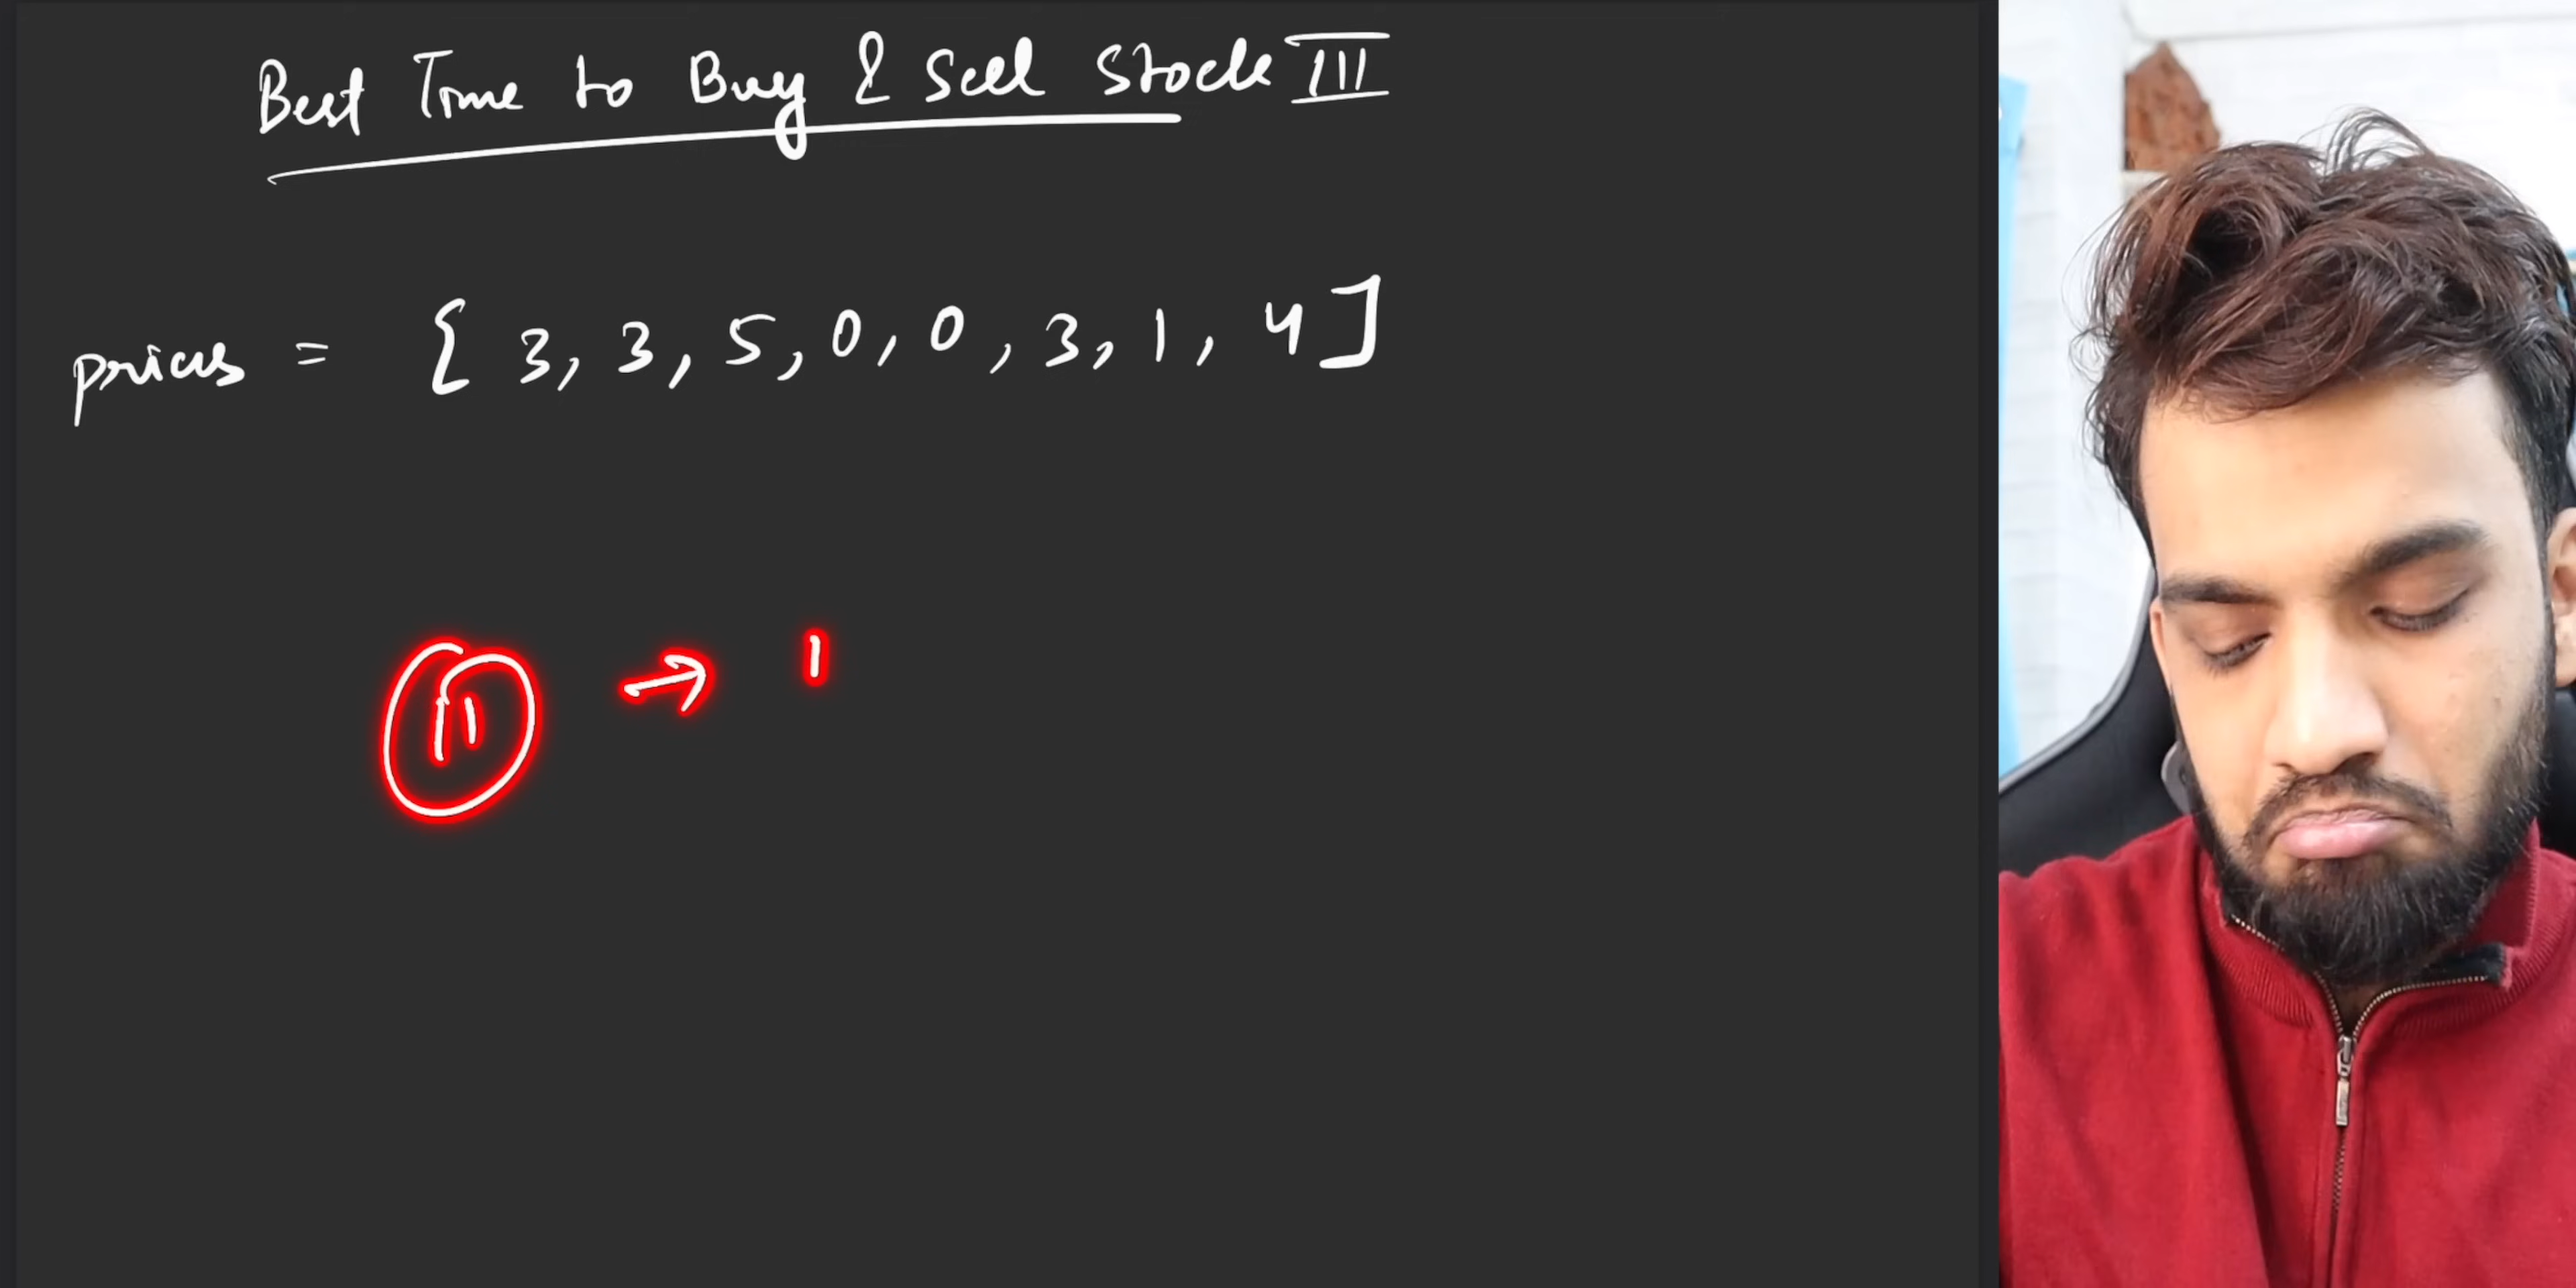 Best Time to Buy & Sell Stock III
prices = [ 3, 3, 5, 0, 0, 3, 1, 4 ]
II → 1